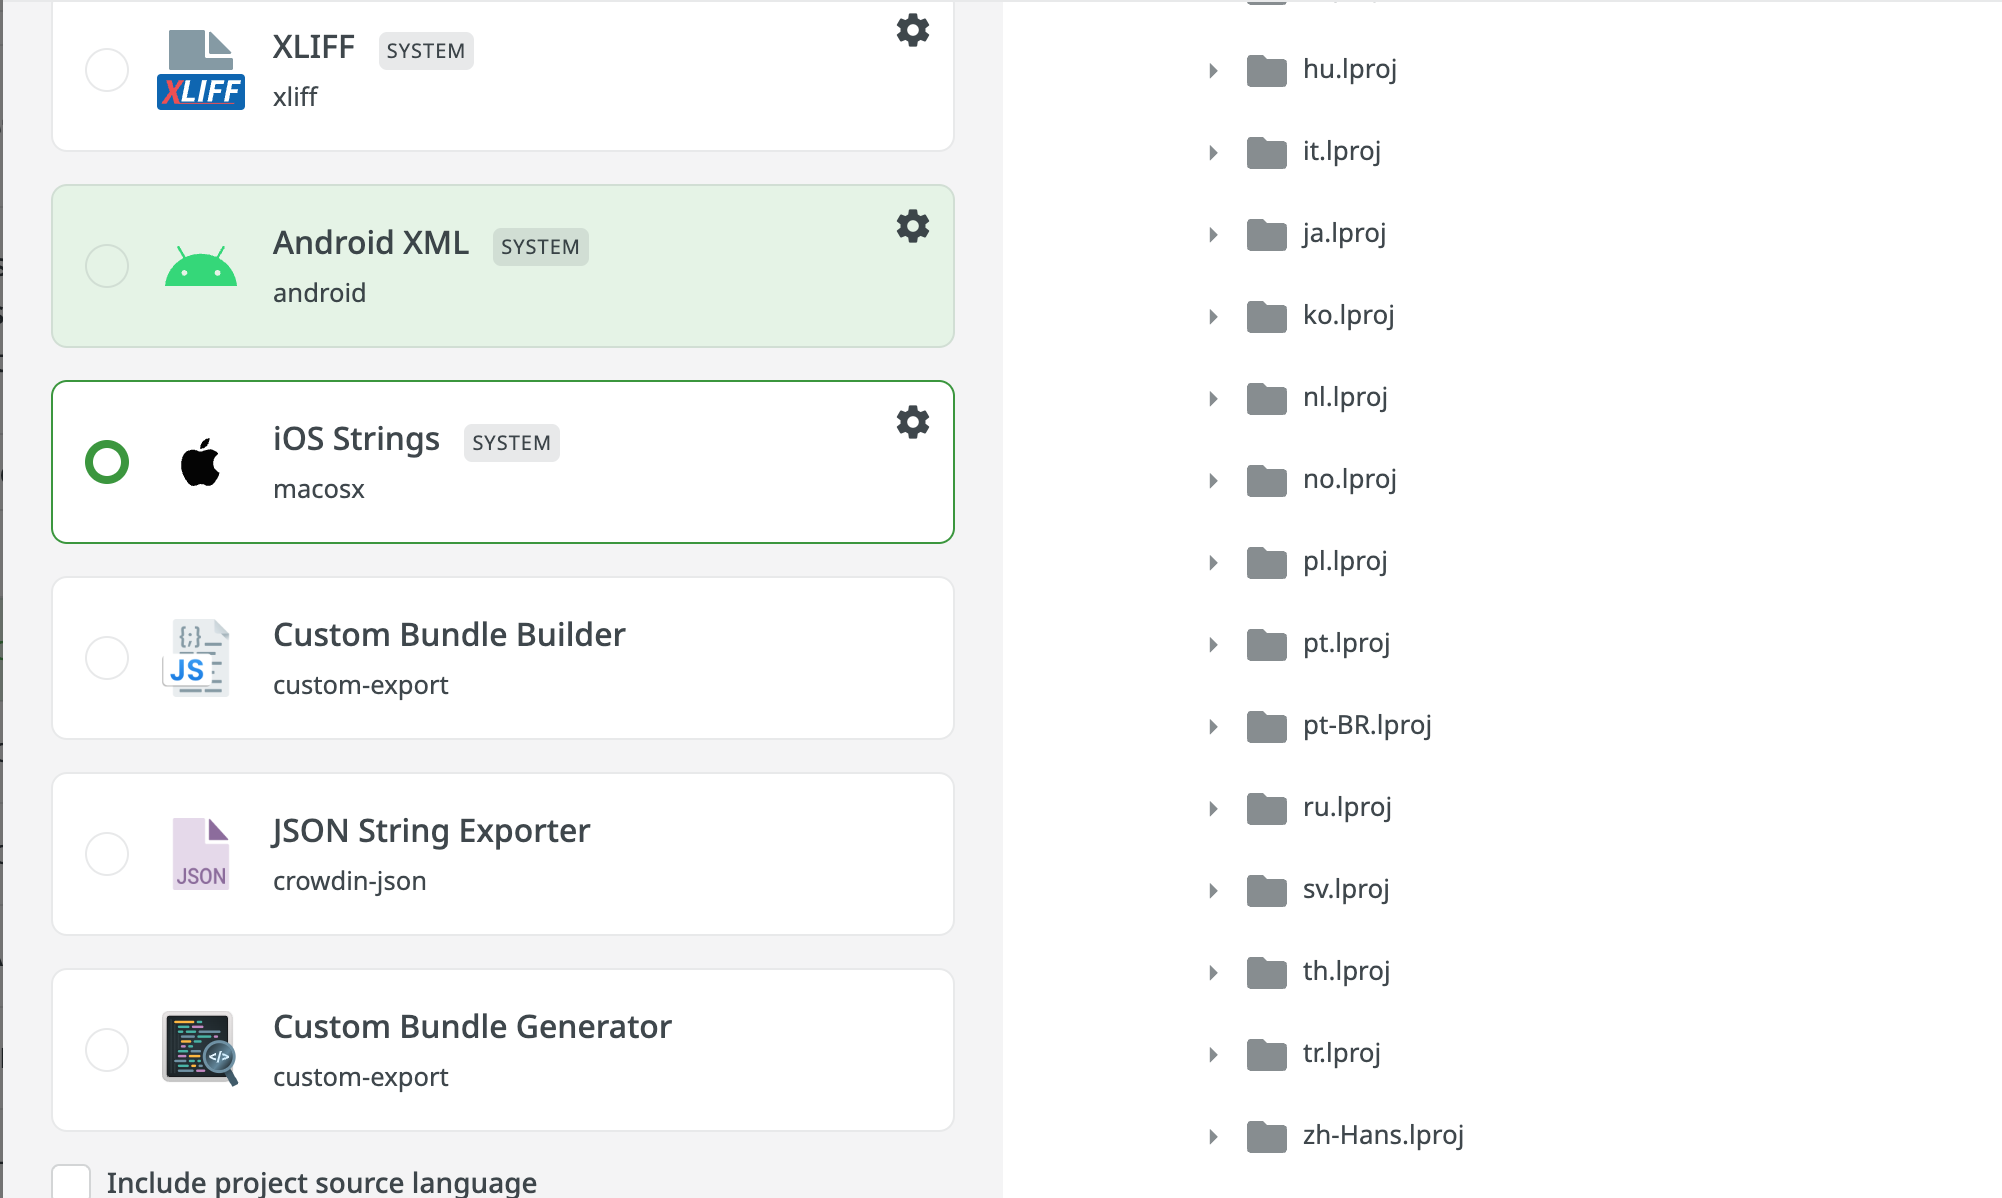 XLIFF SYSTEM
XLIFF
xliff
Android XML SYSTEM
android
iOS Strings SYSTEM
macosx
{;}
JS
Custom Bundle Builder
custom-export
JSON
JSON String Exporter
crowdin-json
</>
Custom Bundle Generator
custom-export
Include project source language
hu.lproj
it.lproj
ja.lproj
ko.lproj
nl.lproj
no.lproj
pl.lproj
pt.lproj
pt-BR.lproj
ru.lproj
sv.lproj
th.lproj
tr.lproj
zh-Hans.lproj